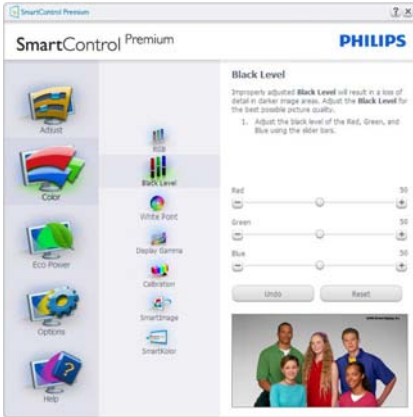 SmartControl Premium
SmartControl Premium
PHILIPS
Adjust
Color
Eco Power
Options
Help
RGB
Black Level
White Point
Display Gamma
Calibration
SmartImage
SmartKolor
Black Level
Improperly adjusted Black Level will result in a loss of
detail in darker image areas. Adjust the Black Level for
the best possible picture quality.
1. Adjust the black level of the Red, Green, and
Blue using the slider bars.
Red 50
Green 50
Blue 50
Undo Reset